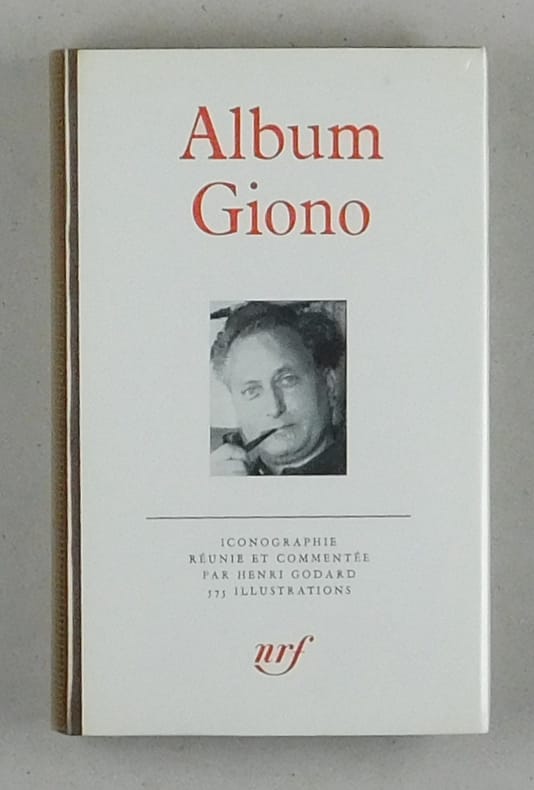 Album
Giono
ICONOGRAPHIE
RÉUNIE ET COMMENTÉE
PAR HENRI GODARD
575 ILLUSTRATIONS
nrf